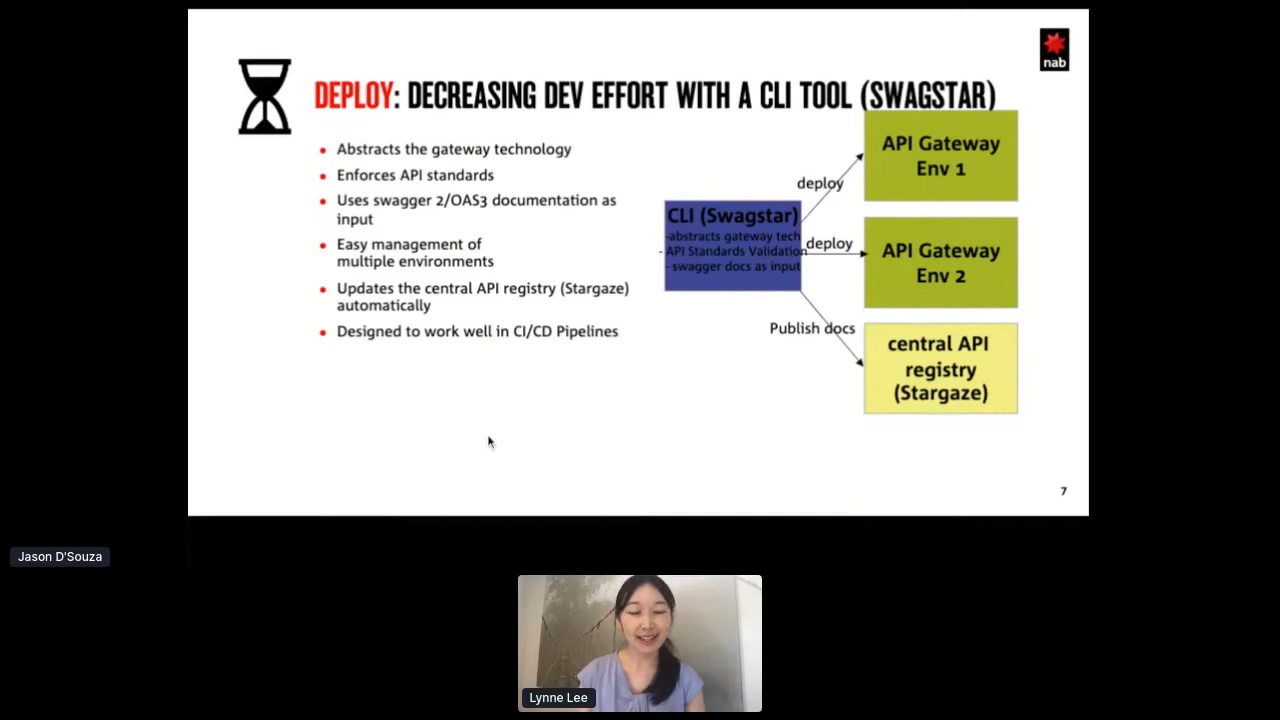 nab
DEPLOY: DECREASING DEV EFFORT WITH A CLI TOOL (SWAGSTAR)
Abstracts the gateway technology
Enforces API standards
Uses swagger 2/OAS3 documentation as
input
Easy management of
multiple environments
Updates the central API registry (Stargaze)
automatically
Designed to work well in CI/CD Pipelines
CLI (Swagstar)
-abstracts gateway tech
- API Standards Validation
- swagger docs as input
deploy
deploy
Publish docs
API Gateway
Env 1
API Gateway
Env 2
central API
registry
(Stargaze)
7
Jason D'Souza
Lynne Lee